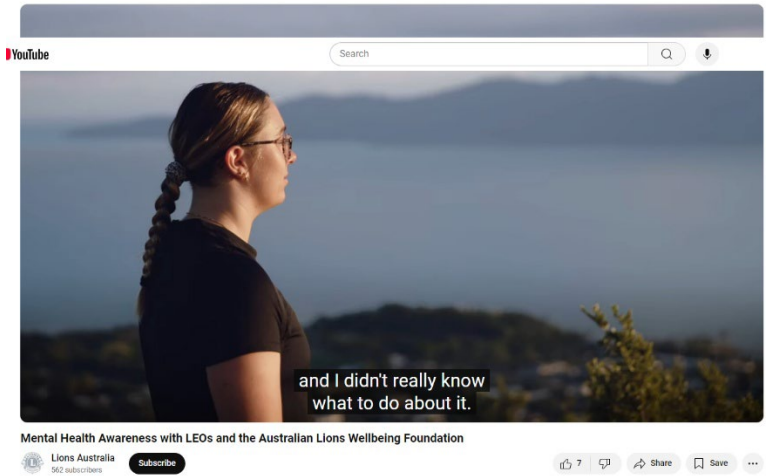 YouTube
Search
and I didn't really know
what to do about it.
Mental Health Awareness with LEOs and the Australian Lions Wellbeing Foundation
Lions Australia
562 subscribers
Subscribe
7
Share
Save